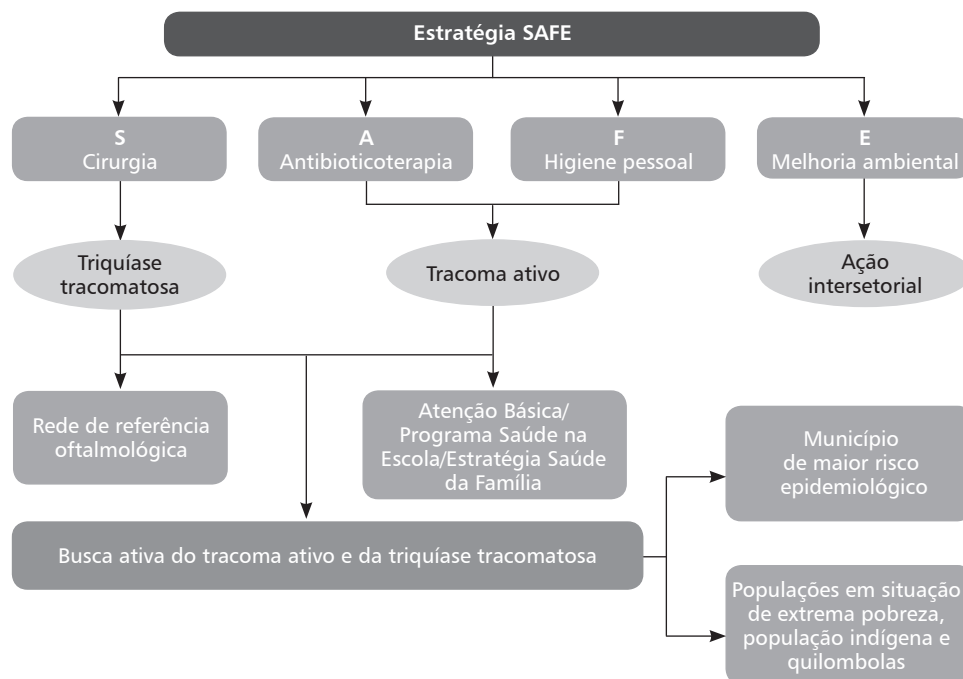 Estratégia SAFE
S
Cirurgia
A
Antibioticoterapia
F
Higiene pessoal
E
Melhoria ambiental
Triquíase
tracomatosa
Tracoma ativo
Ação
intersetorial
Rede de referência
oftalmológica
Atenção Básica/
Programa Saúde na
Escola/Estratégia Saúde
da Família
Município
de maior risco
epidemiológico
Busca ativa do tracoma ativo e da triquíase tracomatosa
Populações em situação
de extrema pobreza,
população indígena e
quilombolas